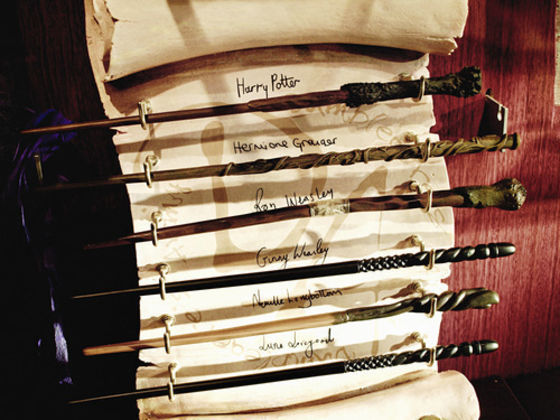 Harry Potter
Hermione Granger
Ron Weasley
Ginny Weasley
Neville Longbottom
Luna Lovegood